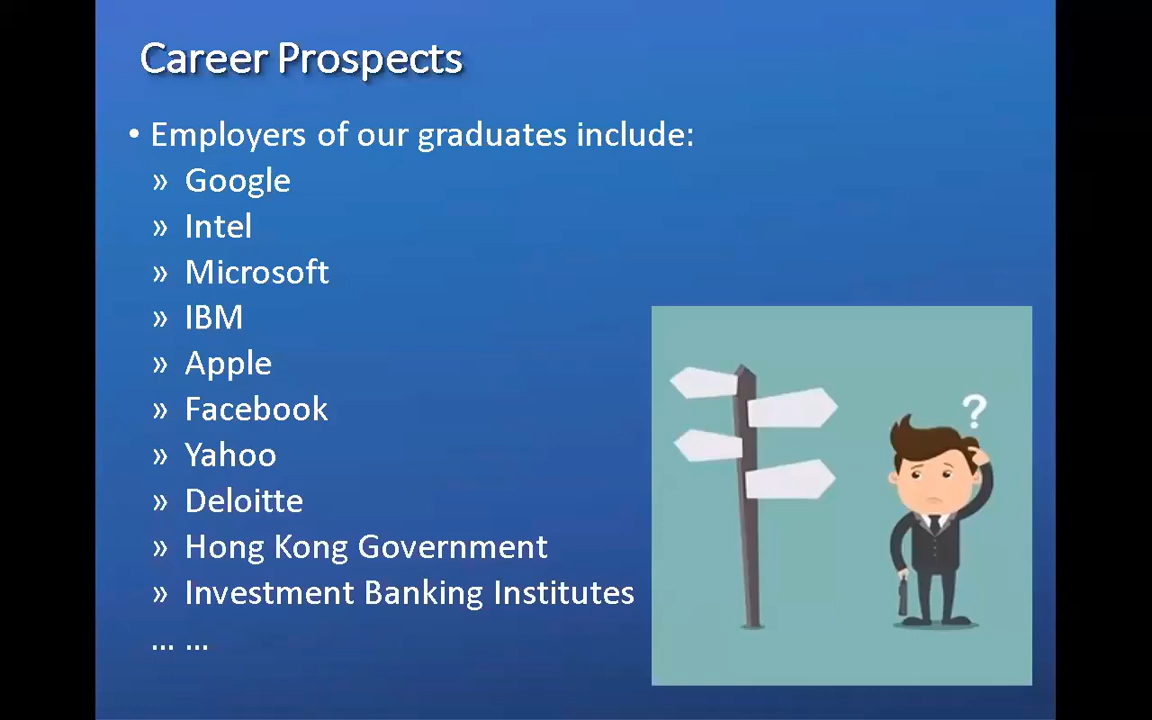 Career Prospects
• Employers of our graduates include:
» Google
» Intel
» Microsoft
» IBM
» Apple
» Facebook
» Yahoo
» Deloitte
» Hong Kong Government
» Investment Banking Institutes
... ...
?